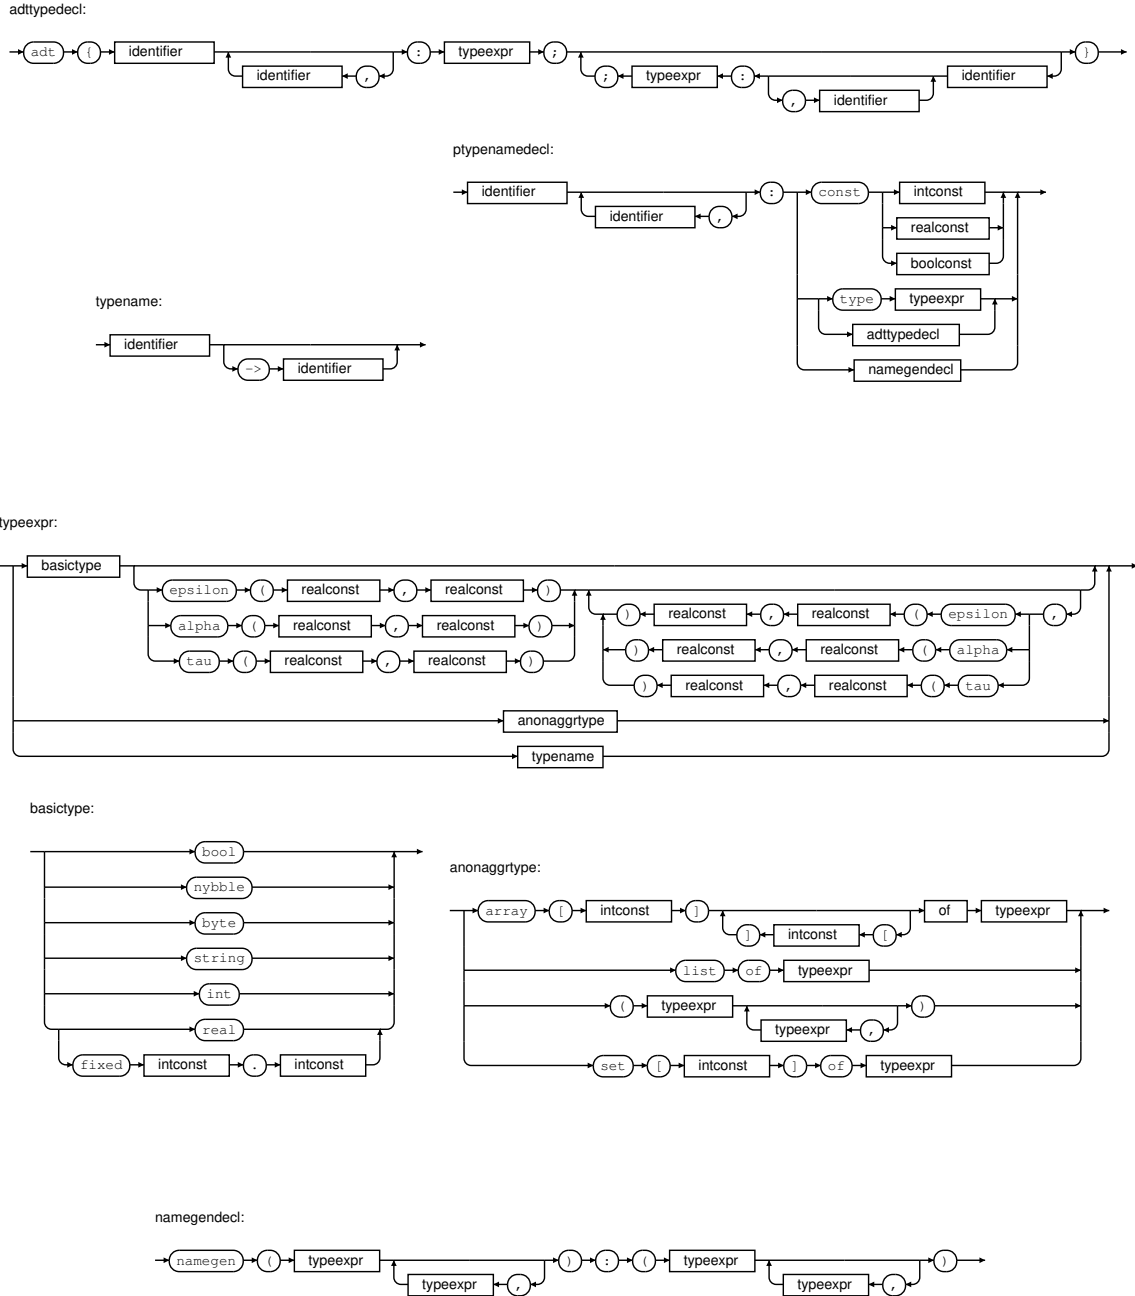 adttypedecl:
adt { identifier : typeexpr ; }
identifier , ; typeexpr : identifier
, identifier
ptypenamedecl:
identifier : const intconst
identifier , realconst
boolconst
typename:
type typeexpr
adttypedecl
identifier
-> identifier namegendecl
typeexpr:
basictype
epsilon ( realconst , realconst )
) realconst , realconst ( epsilon ,
alpha ( realconst , realconst )
) realconst , realconst ( alpha
tau ( realconst , realconst )
) realconst , realconst ( tau
anonaggrtype
typename
basictype:
bool
nybble
byte
string
int
real
fixed intconst . intconst
anonaggrtype:
array [ intconst ] of typeexpr
] intconst [
list of typeexpr
( typeexpr )
typeexpr ,
set [ intconst ] of typeexpr
namegendecl:
namegen ( typeexpr ) : ( typeexpr )
typeexpr , typeexpr ,